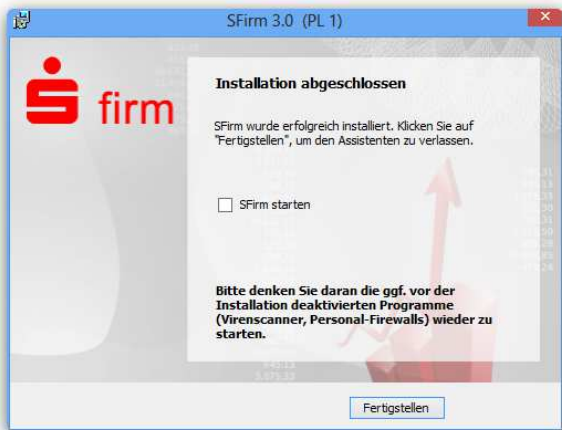 SFirm 3.0 (PL 1)
firm
Installation abgeschlossen
SFirm wurde erfolgreich installiert. Klicken Sie auf
"Fertigstellen", um den Assistenten zu verlassen.
SFirm starten
Bitte denken Sie daran die ggf. vor der
Installation deaktivierten Programme
(Virenscanner, Personal-Firewalls) wieder zu
starten.
Fertigstellen